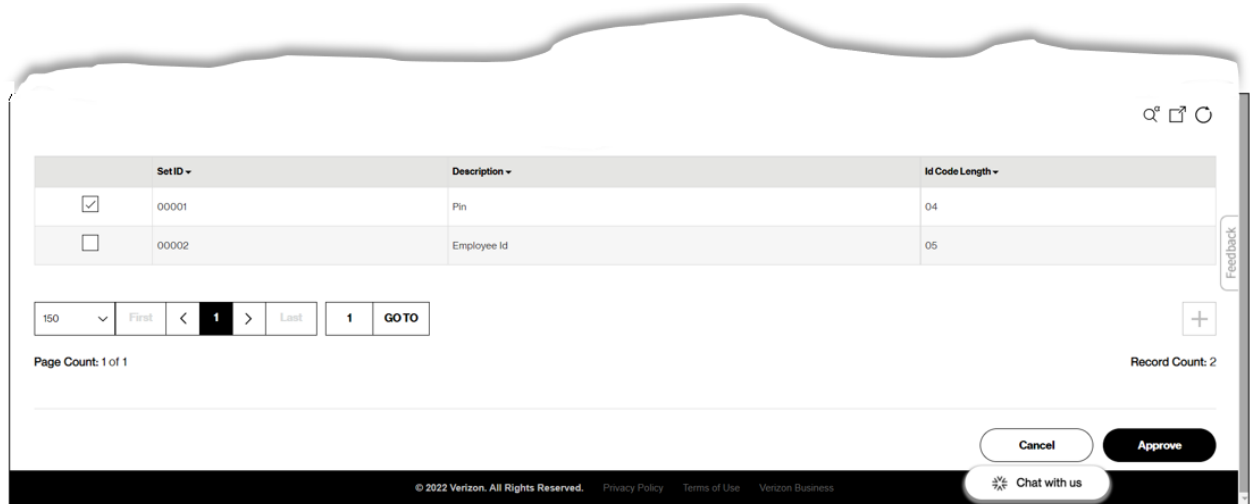 Set ID Description Id Code Length
00001 Pin 04
00002 Employee Id 05
Feedback
150 First < 1 > Last 1 GO TO +
Page Count: 1 of 1 Record Count: 2
Cancel Approve
© 2022 Verizon. All Rights Reserved. Privacy Policy Terms of Use Verizon Business Chat with us